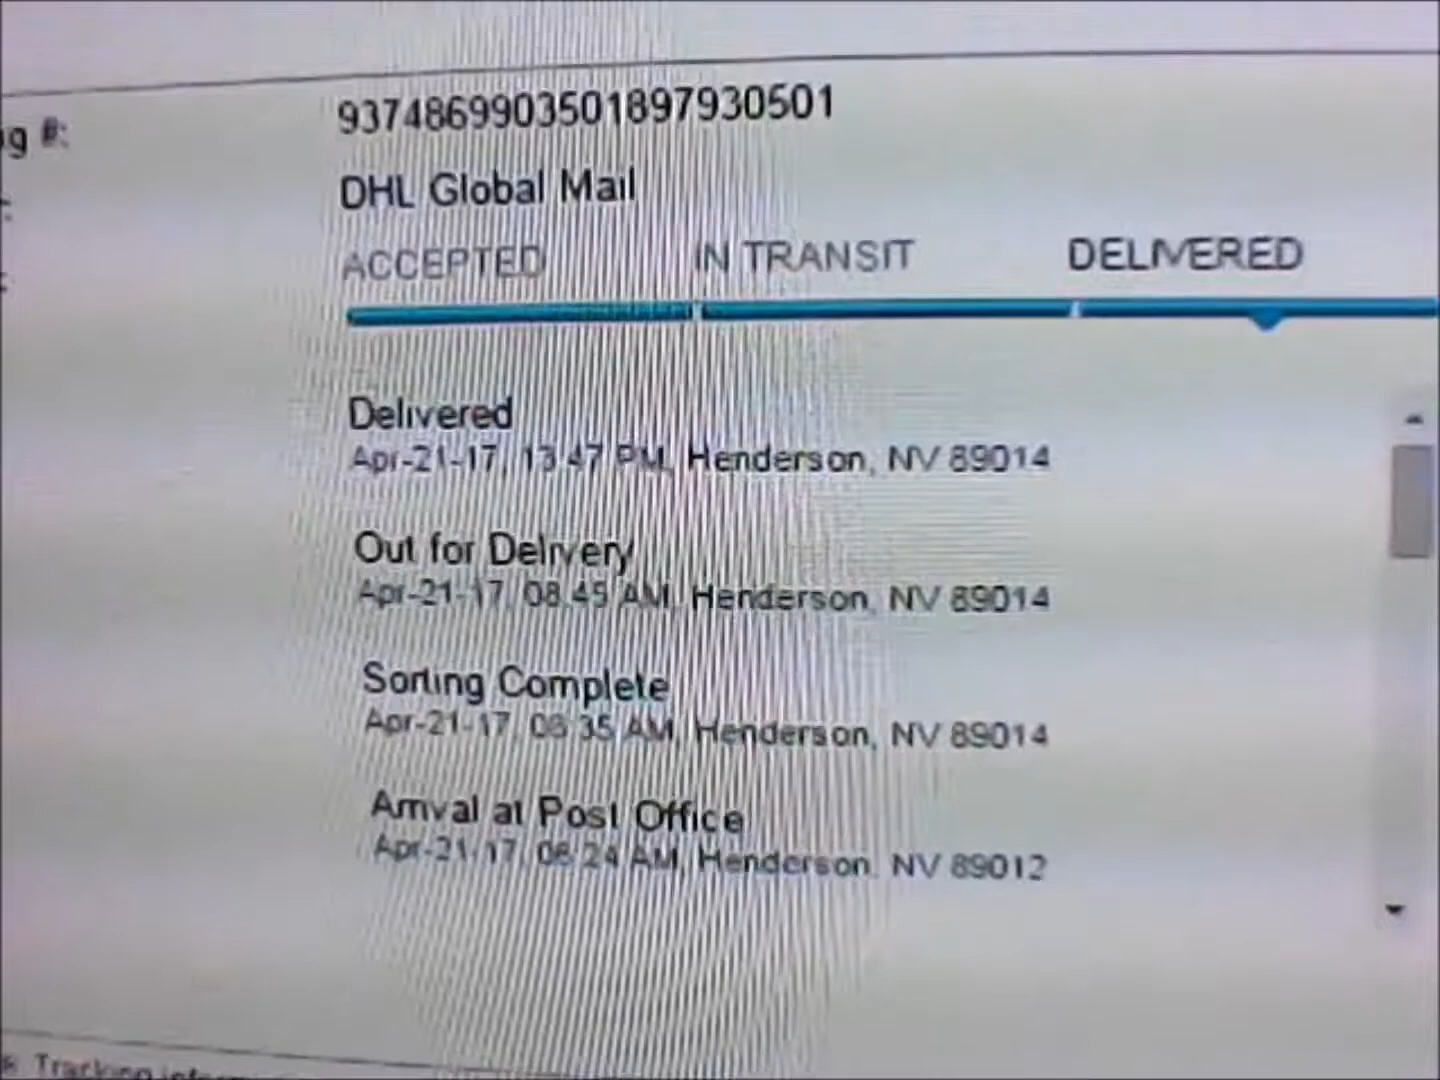 g #:
9374869903501897930501
DHL Global Mail
ACCEPTED IN TRANSIT DELIVERED
Delivered
Apr-21-17, 13:47 PM, Henderson, NV 89014
Out for Delivery
Apr-21-17, 08:45 AM, Henderson, NV 89014
Sorting Complete
Apr-21-17, 08:35 AM, Henderson, NV 89014
Arrival at Post Office
Apr-21-17, 06:24 AM, Henderson, NV 89012
Tracking